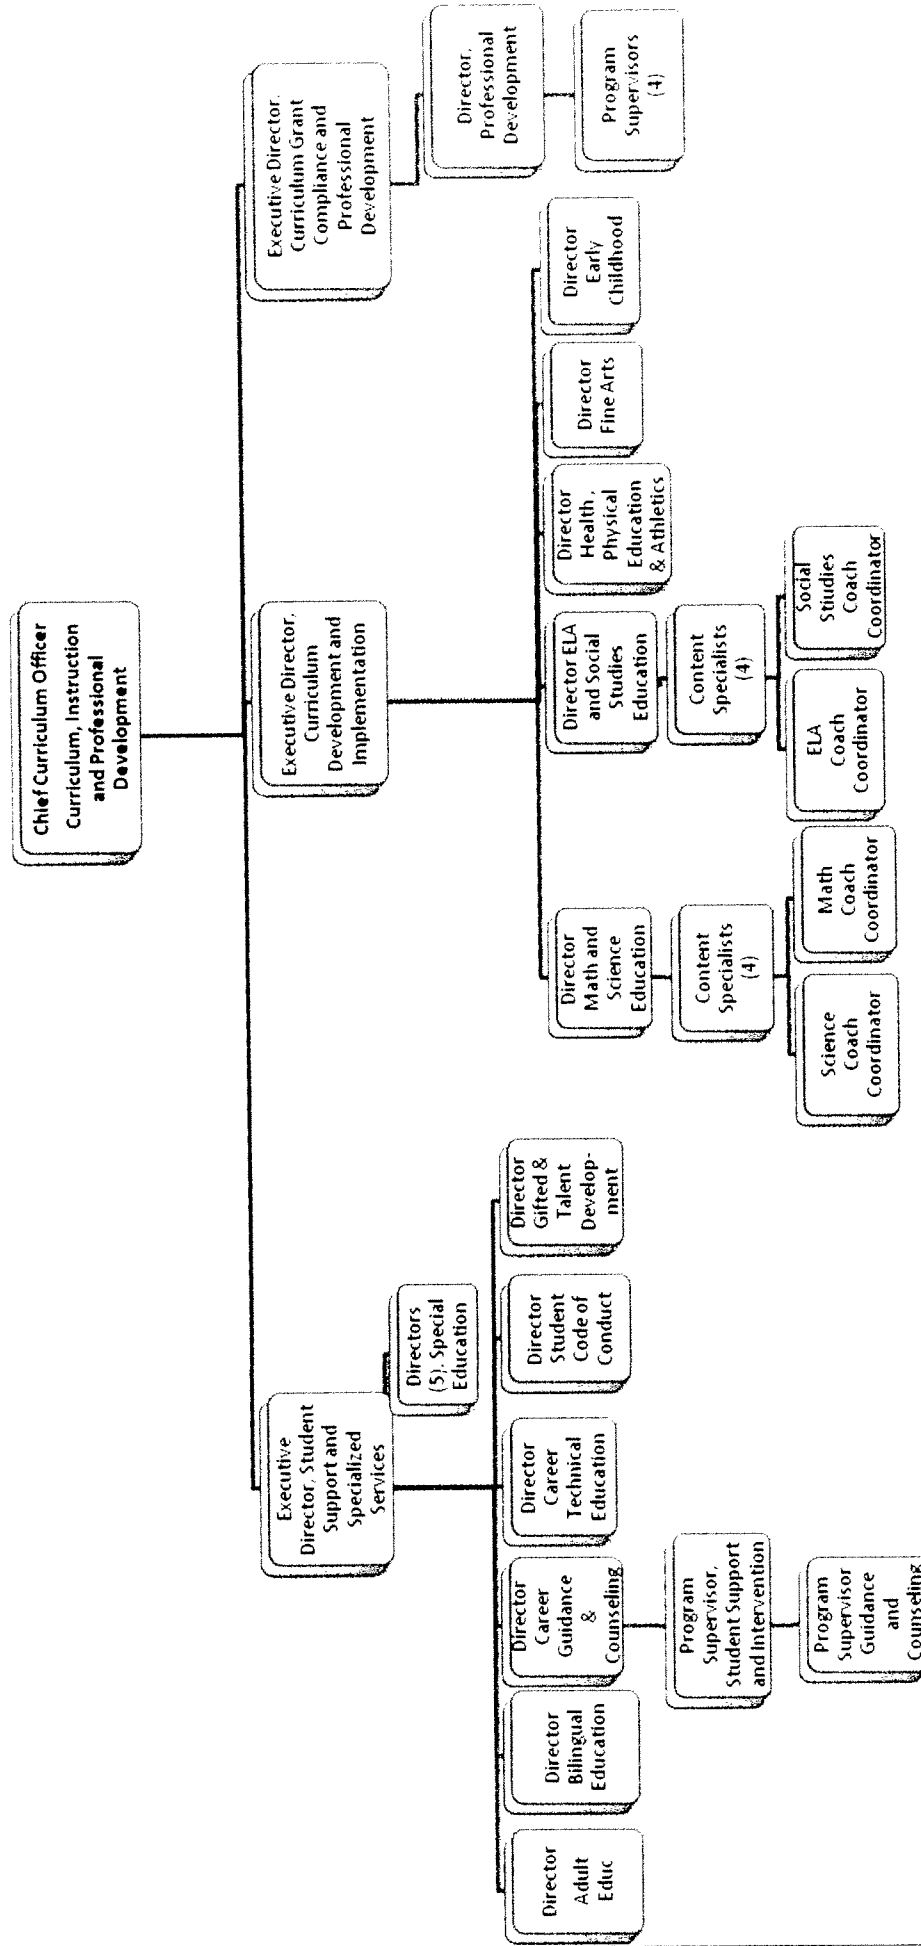 Chief Curriculum Officer
Curriculum, Instruction
and Professional
Development
Executive
Director, Student
Support and
Specialized
Services
Executive Director,
Curriculum
Development and
Implementation
Executive Director,
Curriculum Grant
Compliance and
Professional
Development
Directors
(5), Special
Education
Director
Adult
Educ
Director
Bilingual
Education
Director
Career
Guidance
&
Counseling
Director
Career
Technical
Education
Director
Student
Code of
Conduct
Director
Gifted &
Talent
Develop-
ment
Program
Supervisor,
Student Support
and Intervention
Program
Supervisor
Guidance
and
Counseling
Director
Math and
Science
Education
Director ELA
and Social
Studies
Education
Director
Health,
Physical
Education
& Athletics
Director
Fine Arts
Director
Early
Childhood
Content
Specialists
(4)
Content
Specialists
(4)
Science
Coach
Coordinator
Math
Coach
Coordinator
ELA
Coach
Coordinator
Social
Stiudies
Coach
Coordinator
Director,
Professional
Development
Program
Supervisors
(4)